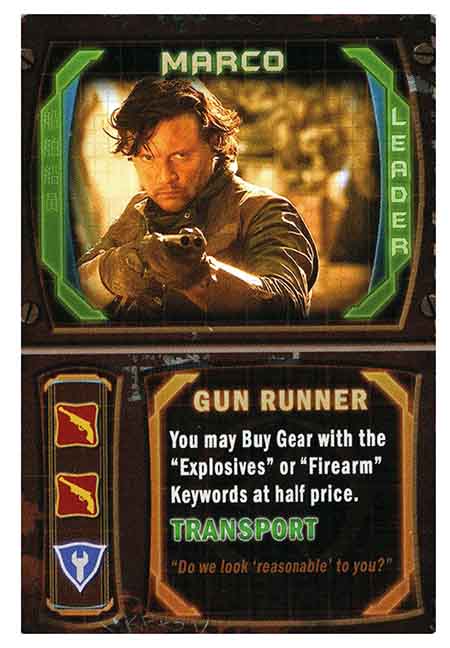 MARCO
LEADER
GUN RUNNER
You may Buy Gear with the
“Explosives” or “Firearm”
Keywords at half price.
TRANSPORT
“Do we look ‘reasonable’ to you?”